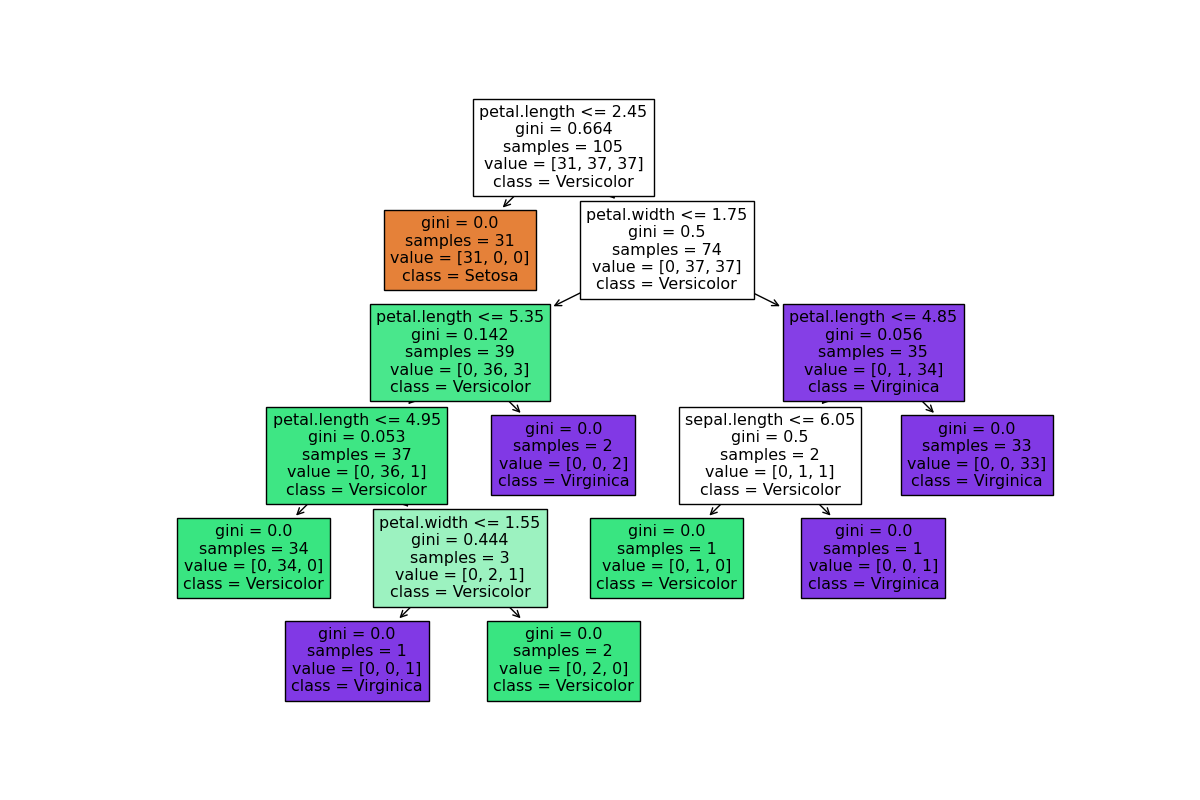 petal.length <= 2.45
gini = 0.664
samples = 105
value = [31, 37, 37]
class = Versicolor
gini = 0.0
samples = 31
value = [31, 0, 0]
class = Setosa
petal.width <= 1.75
gini = 0.5
samples = 74
value = [0, 37, 37]
class = Versicolor
petal.length <= 5.35
gini = 0.142
samples = 39
value = [0, 36, 3]
class = Versicolor
petal.length <= 4.85
gini = 0.056
samples = 35
value = [0, 1, 34]
class = Virginica
petal.length <= 4.95
gini = 0.053
samples = 37
value = [0, 36, 1]
class = Versicolor
gini = 0.0
samples = 2
value = [0, 0, 2]
class = Virginica
sepal.length <= 6.05
gini = 0.5
samples = 2
value = [0, 1, 1]
class = Versicolor
gini = 0.0
samples = 33
value = [0, 0, 33]
class = Virginica
gini = 0.0
samples = 34
value = [0, 34, 0]
class = Versicolor
petal.width <= 1.55
gini = 0.444
samples = 3
value = [0, 2, 1]
class = Versicolor
gini = 0.0
samples = 1
value = [0, 1, 0]
class = Versicolor
gini = 0.0
samples = 1
value = [0, 0, 1]
class = Virginica
gini = 0.0
samples = 1
value = [0, 0, 1]
class = Virginica
gini = 0.0
samples = 2
value = [0, 2, 0]
class = Versicolor